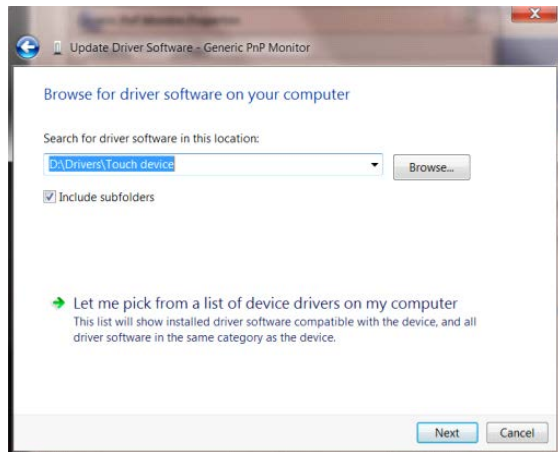 Update Driver Software - Generic PnP Monitor
Browse for driver software on your computer
Search for driver software in this location:
D:\Drivers\Touch device
Browse...
Include subfolders
Let me pick from a list of device drivers on my computer
This list will show installed driver software compatible with the device, and all
driver software in the same category as the device.
Next
Cancel